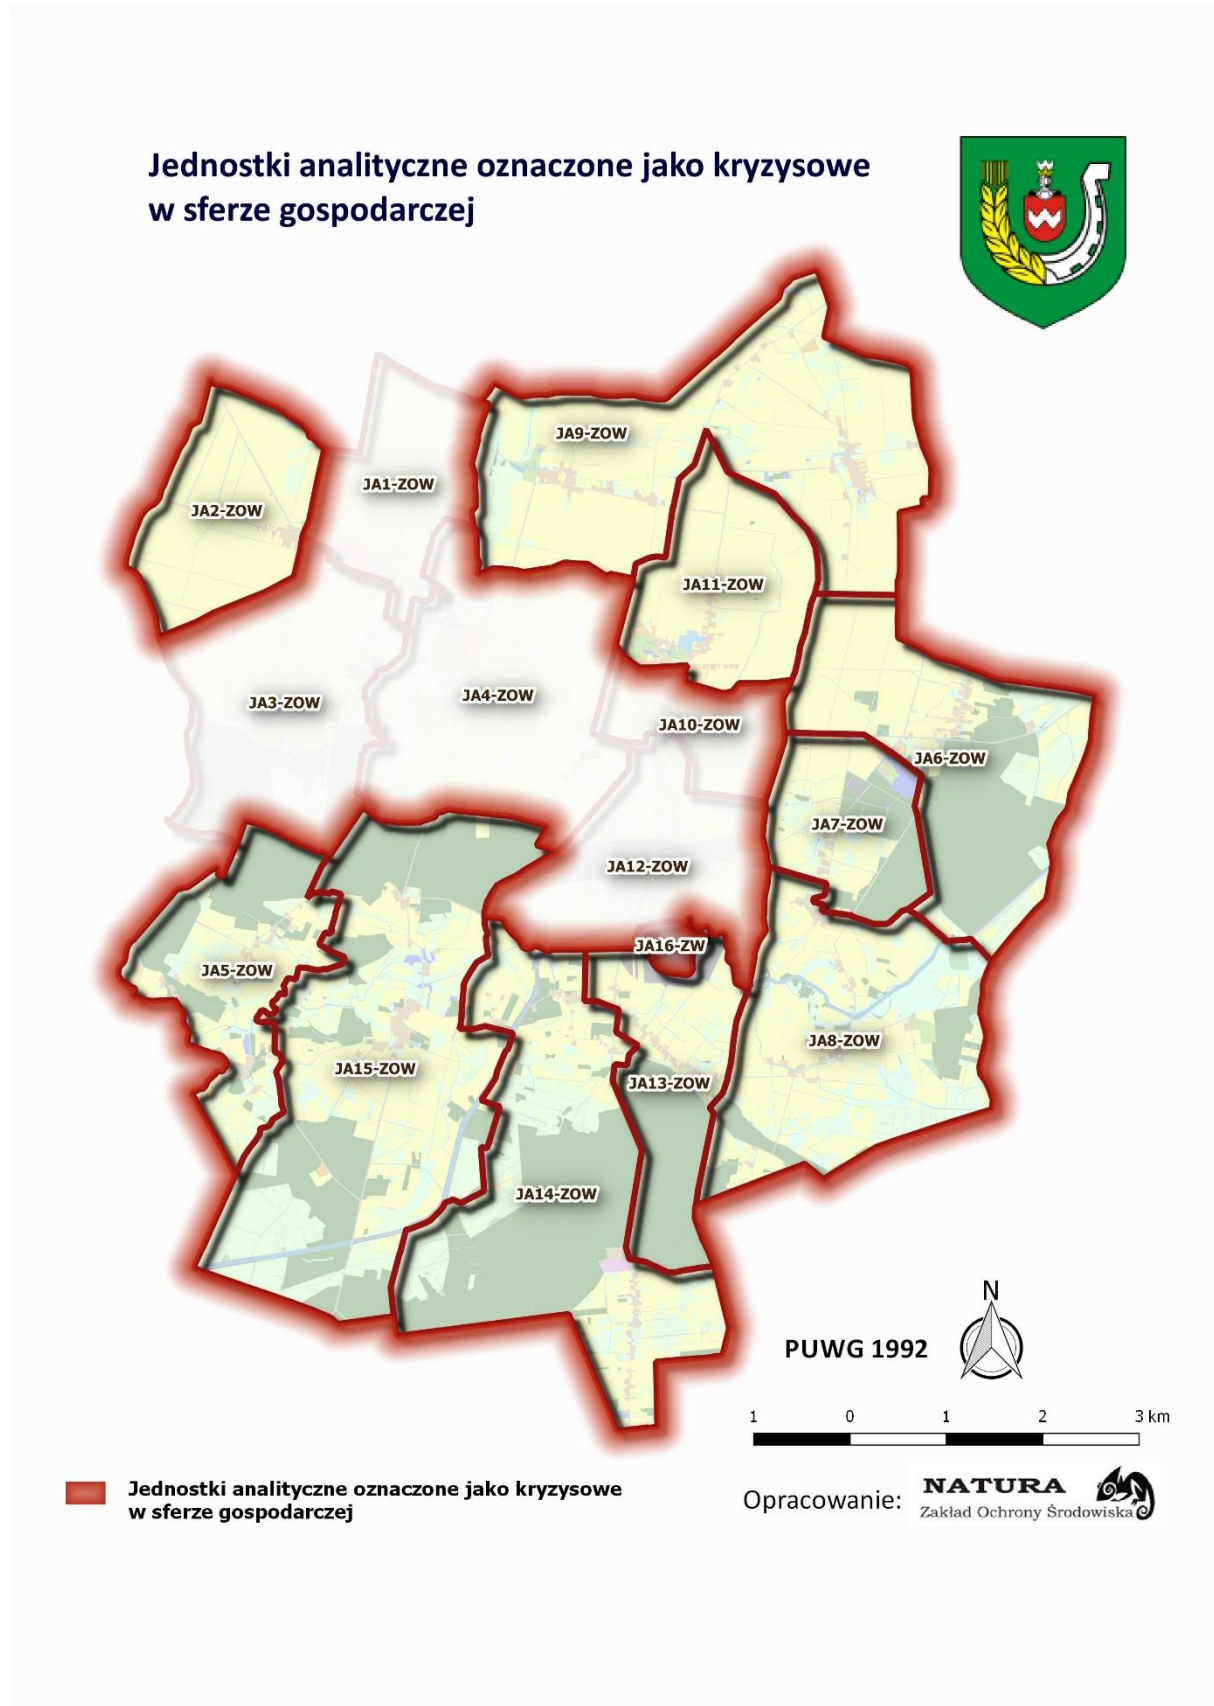 Jednostki analityczne oznaczone jako kryzysowe
w sferze gospodarczej
JA9-ZOW
JA1-ZOW
JA2-ZOW
JA11-ZOW
JA4-ZOW
JA3-ZOW
JA10-ZOW
JA6-ZOW
JA7-ZOW
JA12-ZOW
JA16-ZW
JA5-ZOW
JA8-ZOW
JA15-ZOW
JA13-ZOW
JA14-ZOW
N
PUWG 1992
1 0 1 2 3 km
Jednostki analityczne oznaczone jako kryzysowe
w sferze gospodarczej
Opracowanie:
NATURA
Zakład Ochrony Środowiska